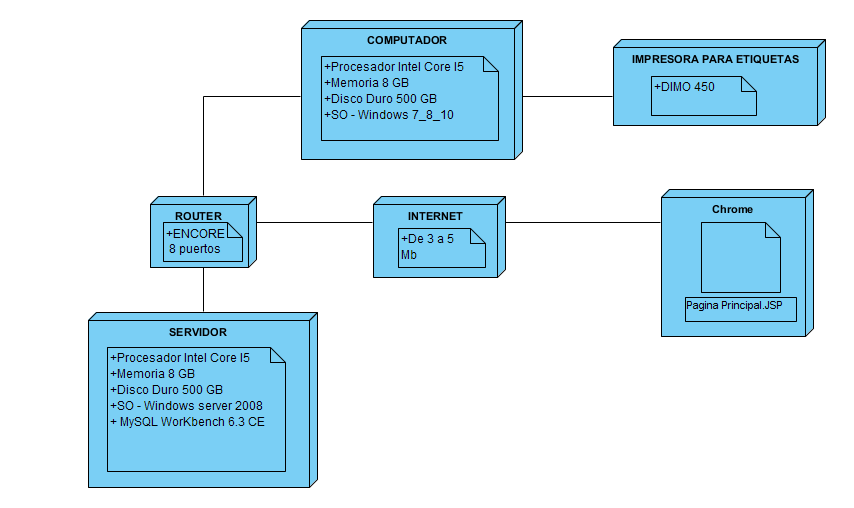 COMPUTADOR
+Procesador Intel Core I5
+Memoria 8 GB
+Disco Duro 500 GB
+SO - Windows 7_8_10
IMPRESORA PARA ETIQUETAS
+DIMO 450
ROUTER
+ENCORE
8 puertos
INTERNET
+De 3 a 5
Mb
Chrome
Pagina Principal.JSP
SERVIDOR
+Procesador Intel Core I5
+Memoria 8 GB
+Disco Duro 500 GB
+SO - Windows server 2008
+ MySQL WorKbench 6.3 CE